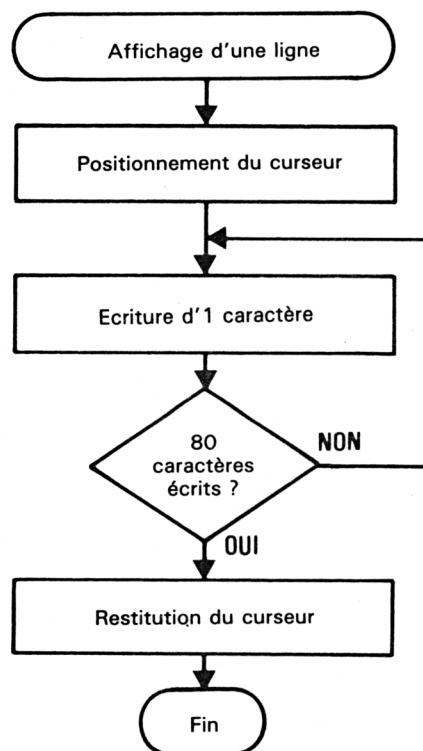 Affichage d'une ligne
Positionnement du curseur
Ecriture d'1 caractère
80
caractères
écrits ?
NON
OUI
Restitution du curseur
Fin